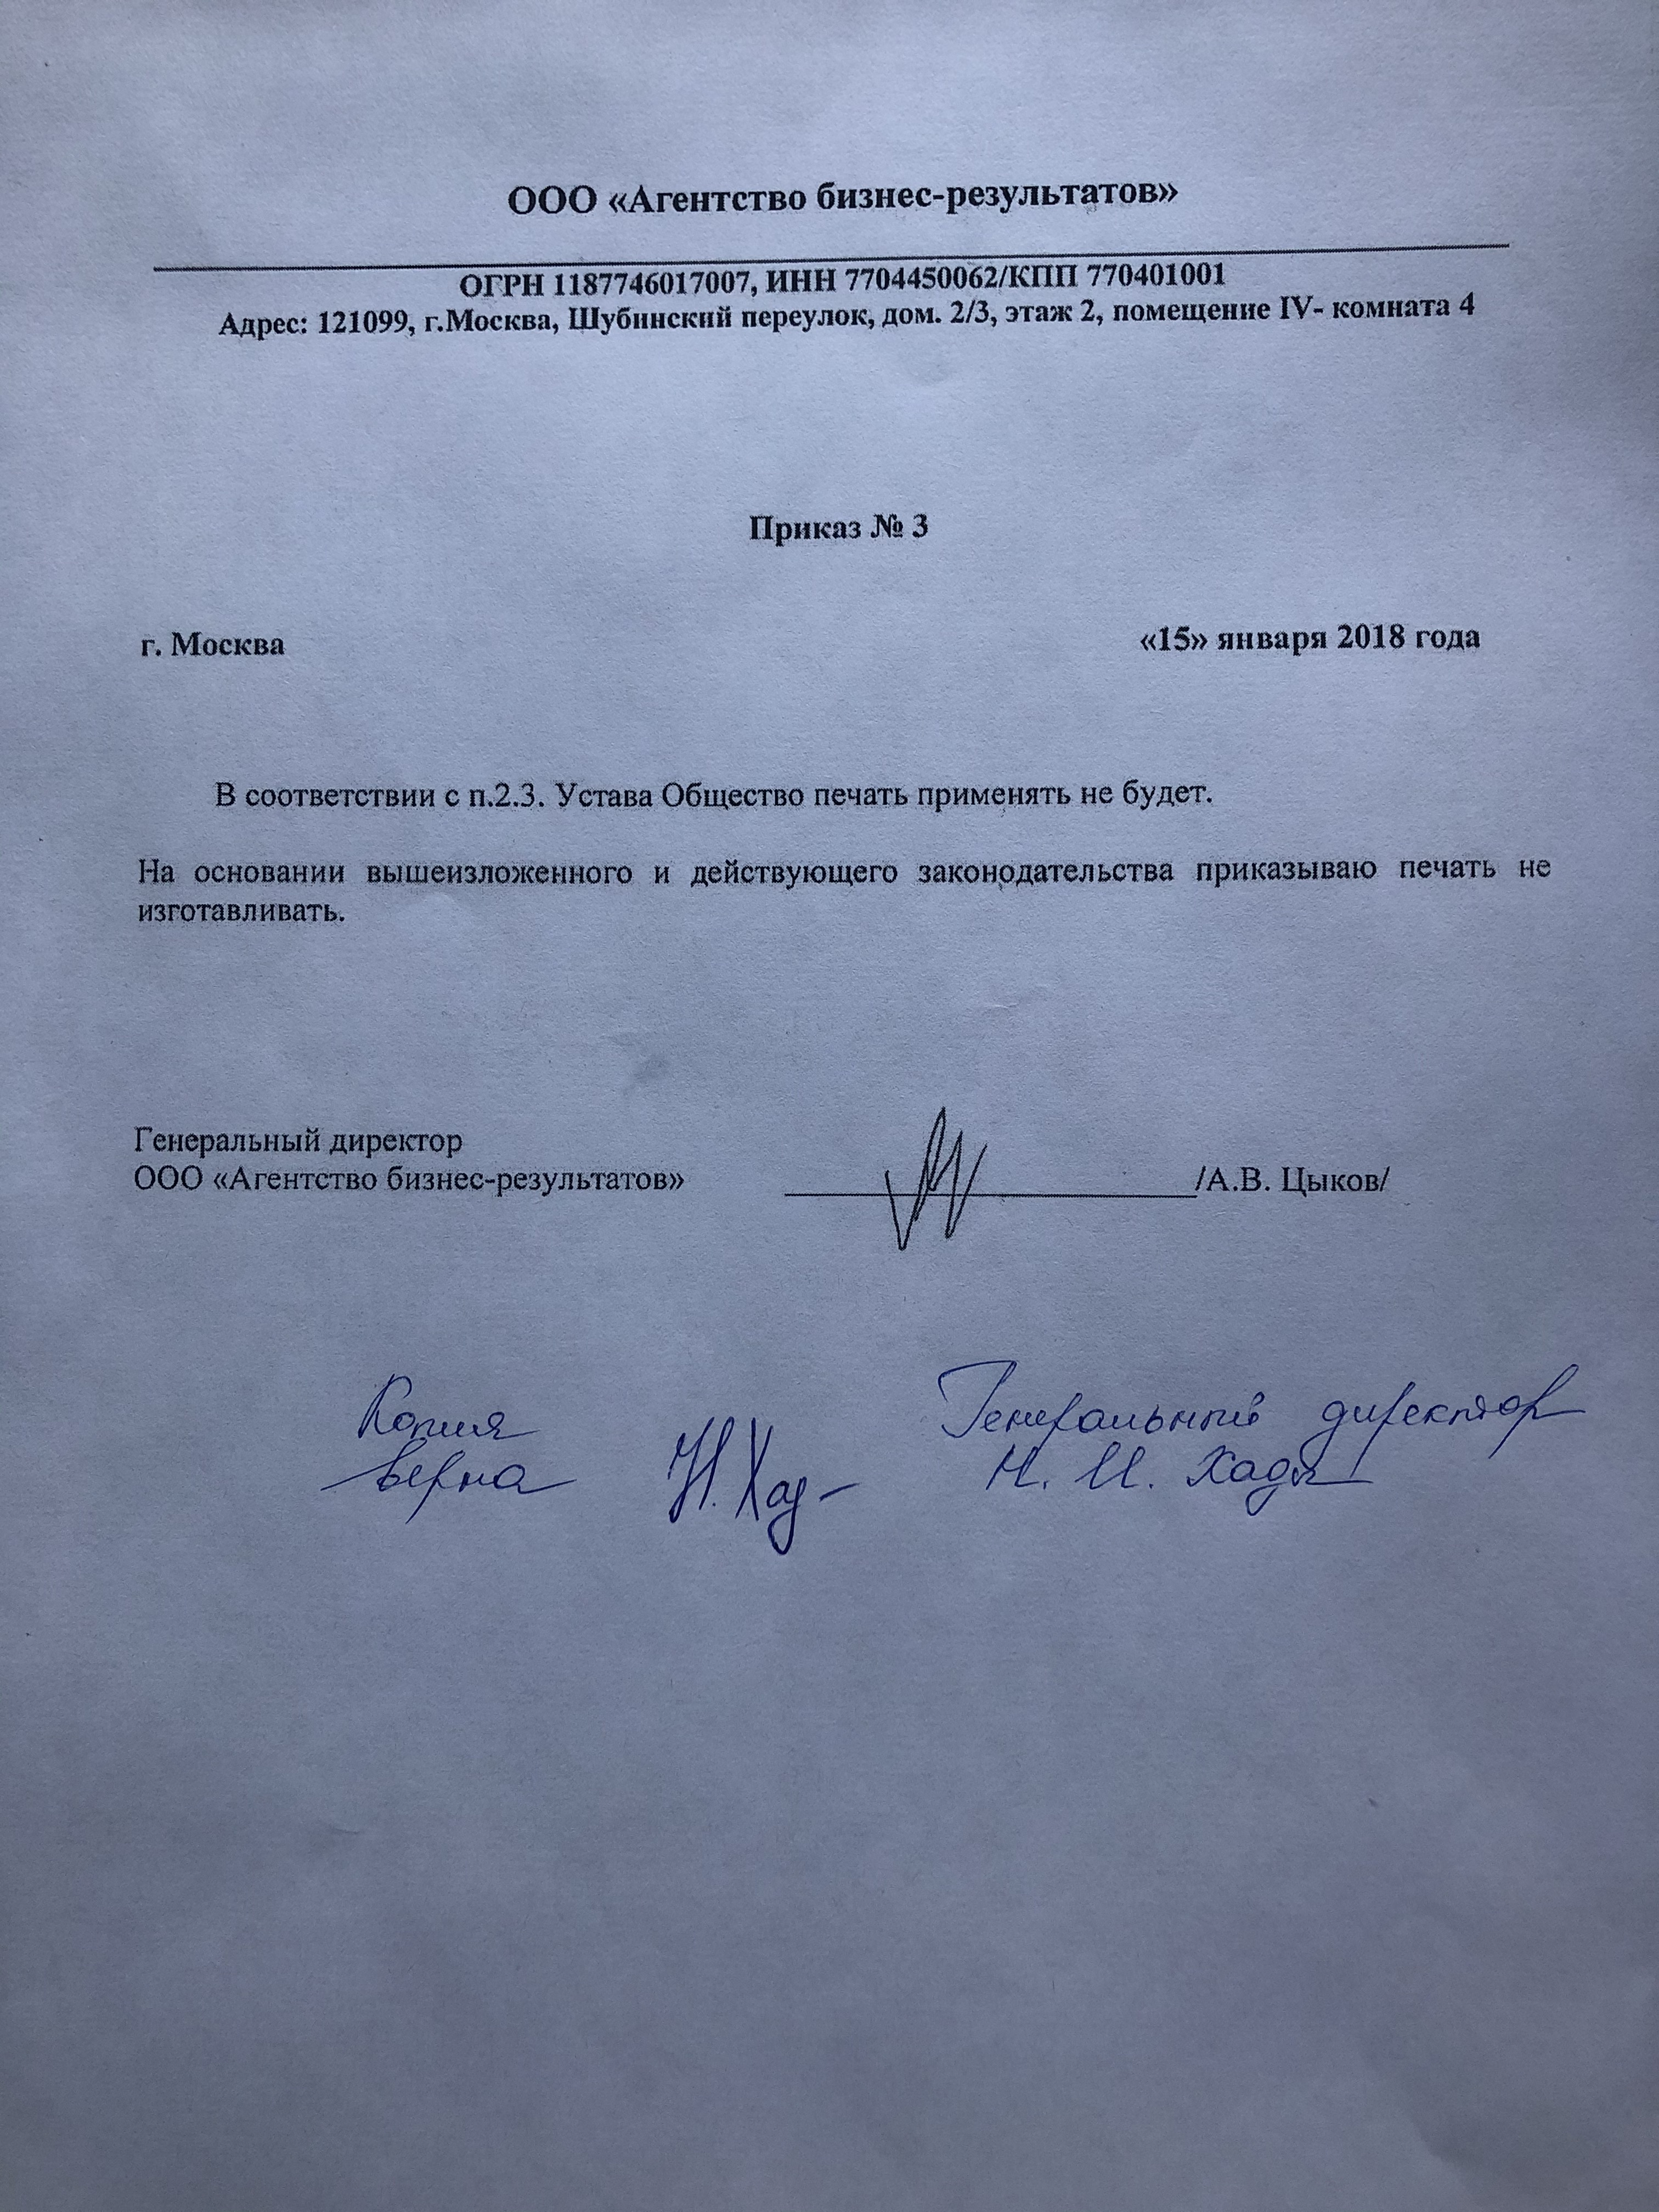 ООО «Агентство бизнес-результатов»
ОГРН 1187746017007, ИНН 7704450062/КПП 770401001
Адрес: 121099, г.Москва, Шубинский переулок, дом. 2/3, этаж 2, помещение IV- комната 4
Приказ № 3
г. Москва «15» января 2018 года
В соответствии с п.2.3. Устава Общество печать применять не будет.
На основании вышеизложенного и действующего законодательства приказываю печать не
изготавливать.
Генеральный директор
ООО «Агентство бизнес-результатов» /А.В. Цыков/
Копия Генеральный директор
верна Н. Хад- Н. И. Хадя